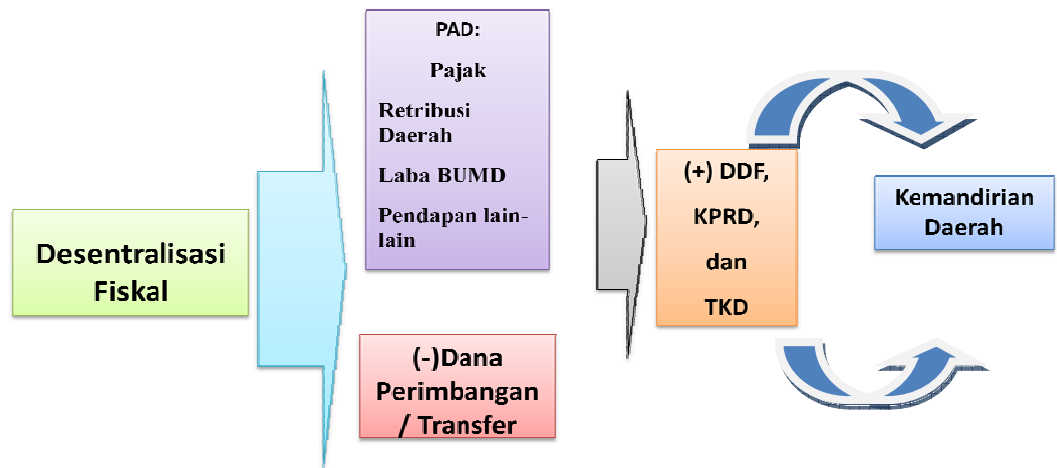 Desentralisasi
Fiskal
PAD:
Pajak
Retribusi
Daerah
Laba BUMD
Pendapan lain-
lain
(-)Dana
Perimbangan
/ Transfer
(+) DDF,
KPRD,
dan
TKD
Kemandirian
Daerah